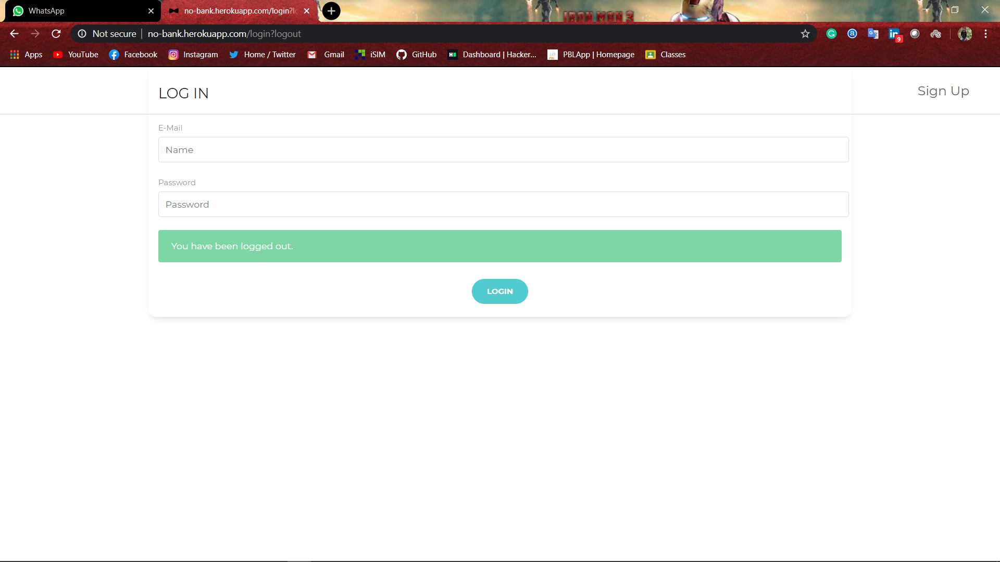 WhatsApp
no-bank.herokuapp.com/login?lo
IRON MAN 3
Not secure | no-bank.herokuapp.com/login?logout
9
Apps YouTube Facebook Instagram Home / Twitter Gmail iSIM GitHub Dashboard | Hacker... PBLApp | Homepage Classes
LOG IN
Sign Up
E-Mail
Name
Password
Password
You have been logged out.
LOGIN